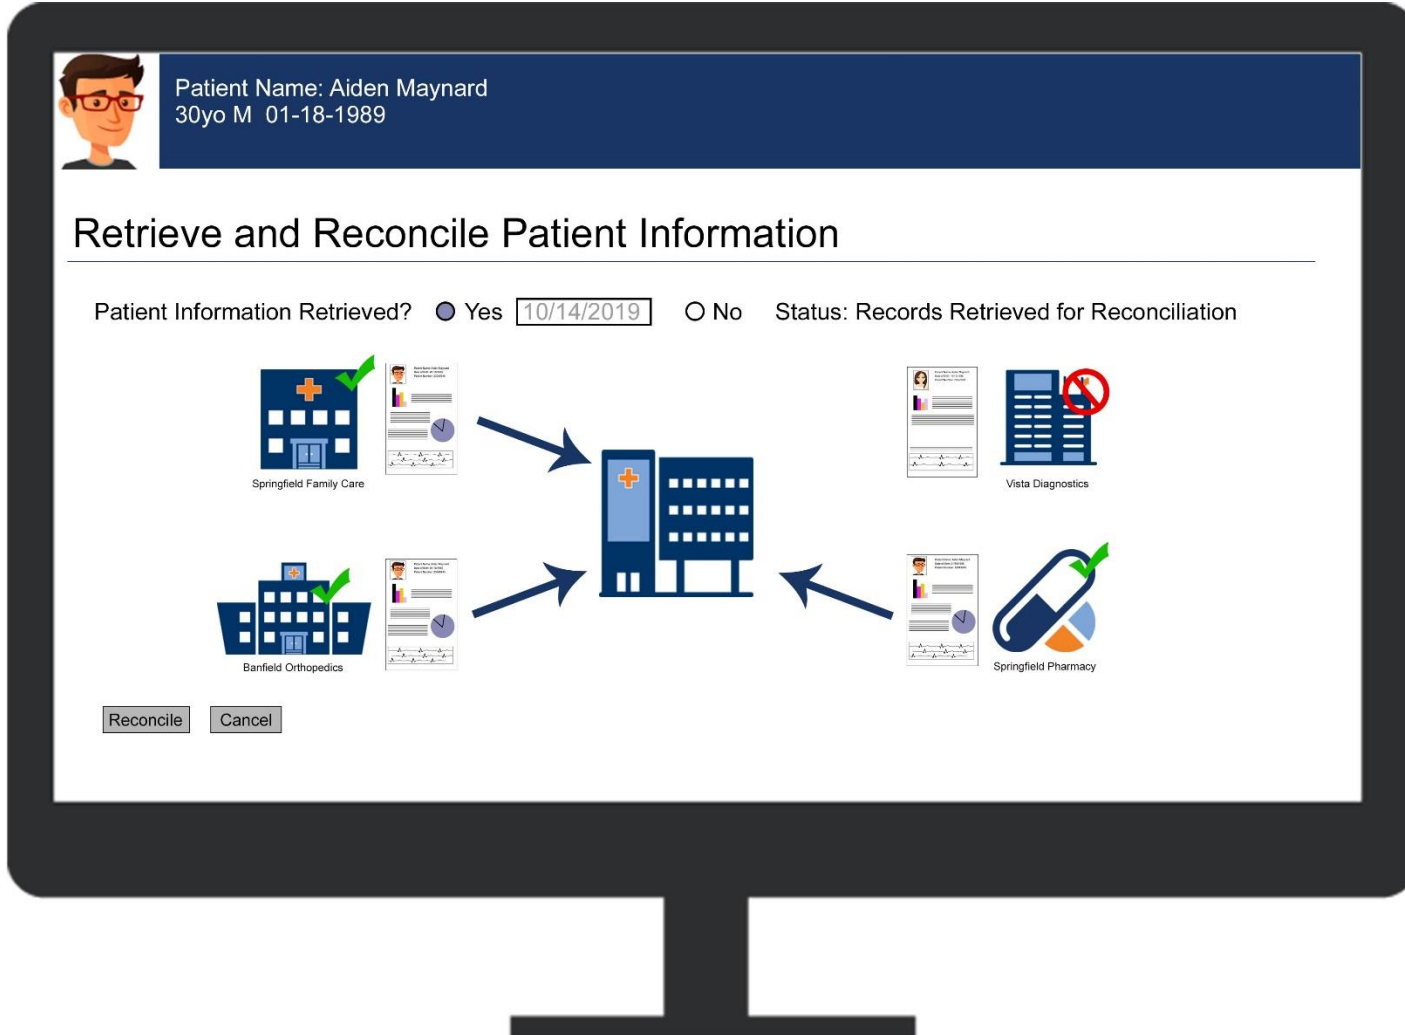 Patient Name: Aiden Maynard
30yo M 01-18-1989
Retrieve and Reconcile Patient Information
Patient Information Retrieved? Yes 10/14/2019 No Status: Records Retrieved for Reconciliation
Springfield Family Care
Vista Diagnostics
Banfield Orthopedics
Springfield Pharmacy
Reconcile Cancel